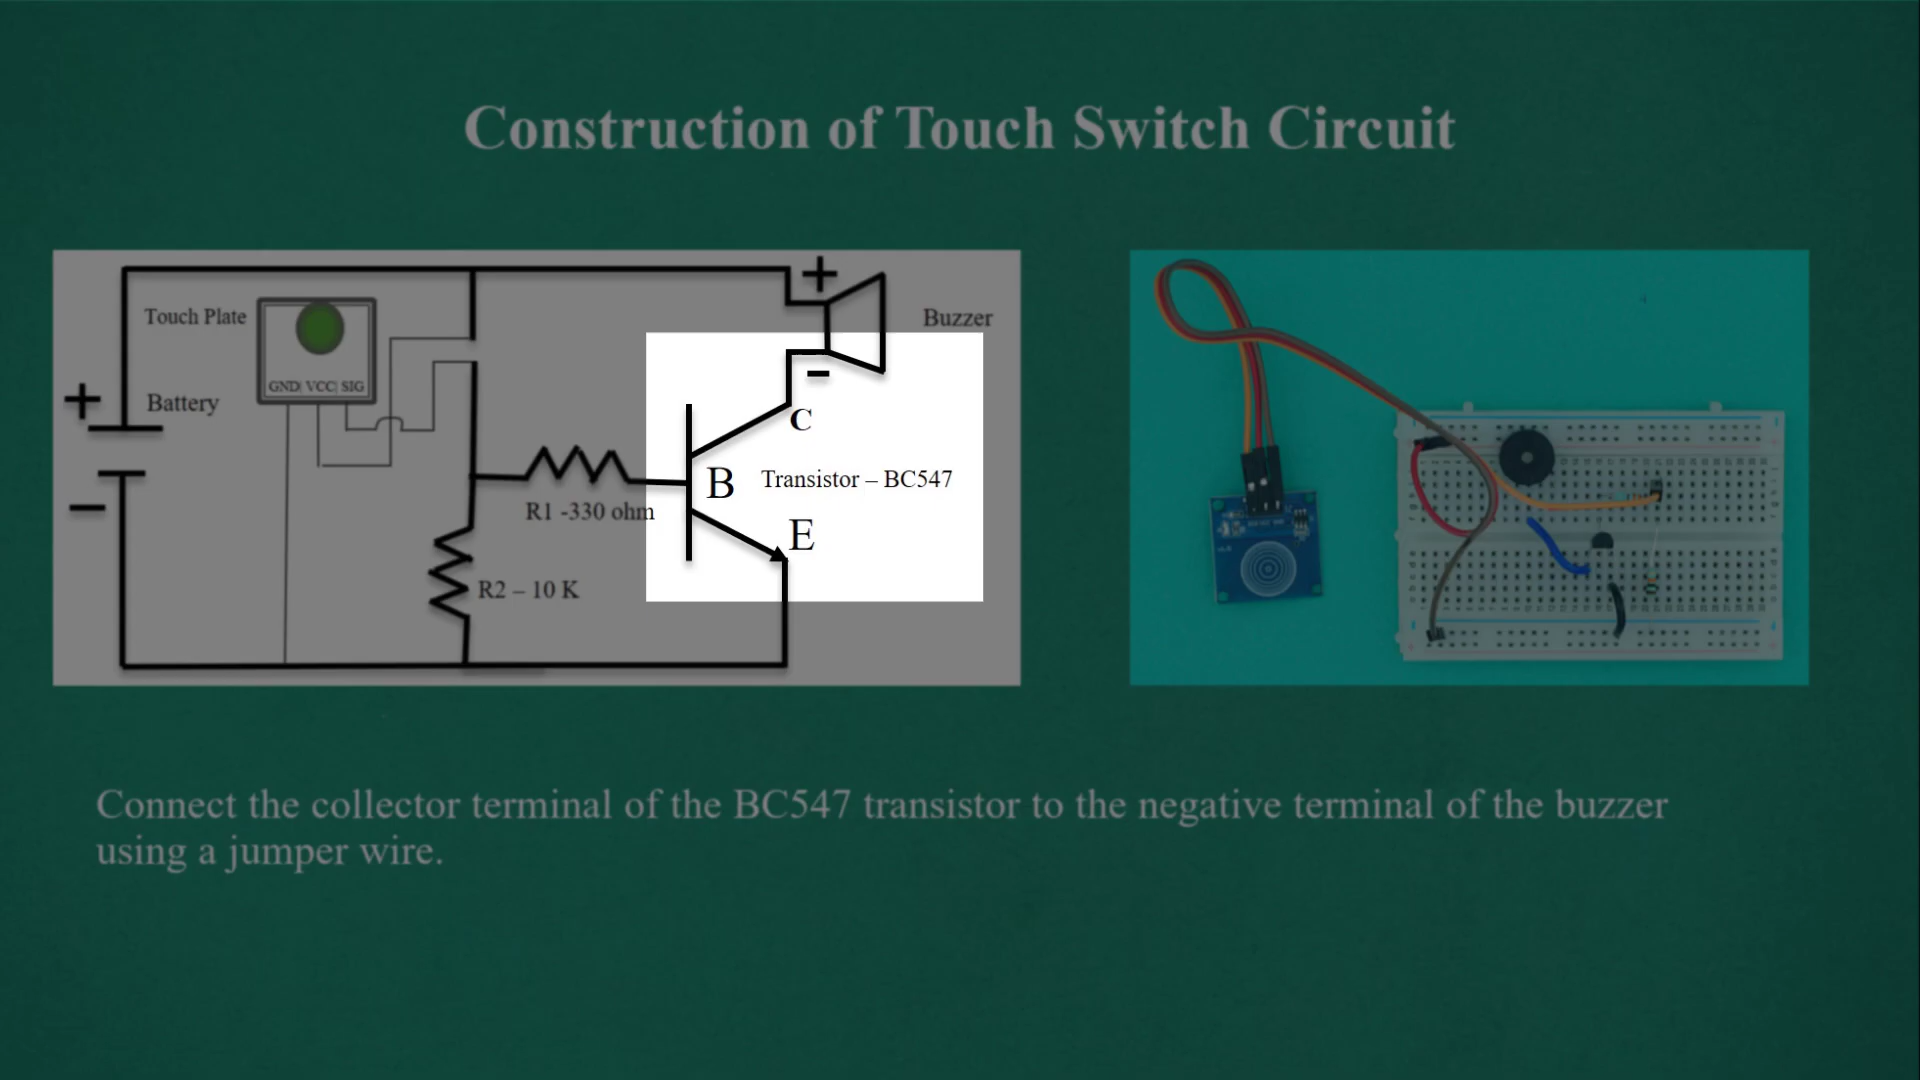 Construction of Touch Switch Circuit
+
Touch Plate
Buzzer
GND| VCC| SIG
–
+
Battery
C
B
Transistor – BC547
–
R1 -330 ohm
E
R2 – 10 K
Connect the collector terminal of the BC547 transistor to the negative terminal of the buzzer
using a jumper wire.